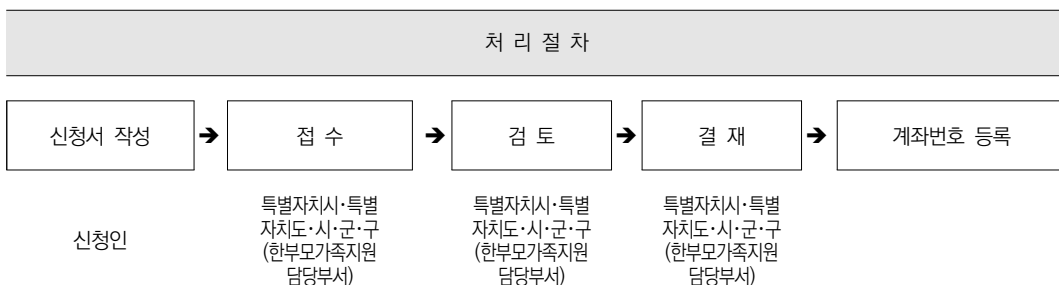 처 리 절 차
신청서 작성 ➔ 접 수 ➔ 검 토 ➔ 결 재 ➔ 계좌번호 등록
신청인
특별자치시·특별
자치도·시·군·구
(한부모가족지원
담당부서)
특별자치시·특별
자치도·시·군·구
(한부모가족지원
담당부서)
특별자치시·특별
자치도·시·군·구
(한부모가족지원
담당부서)